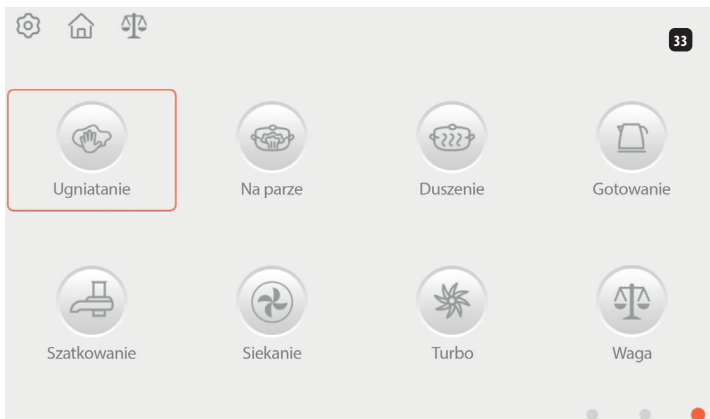 33
Ugniatanie
Na parze
Duszenie
Gotowanie
Szatkowanie
Siekanie
Turbo
Waga